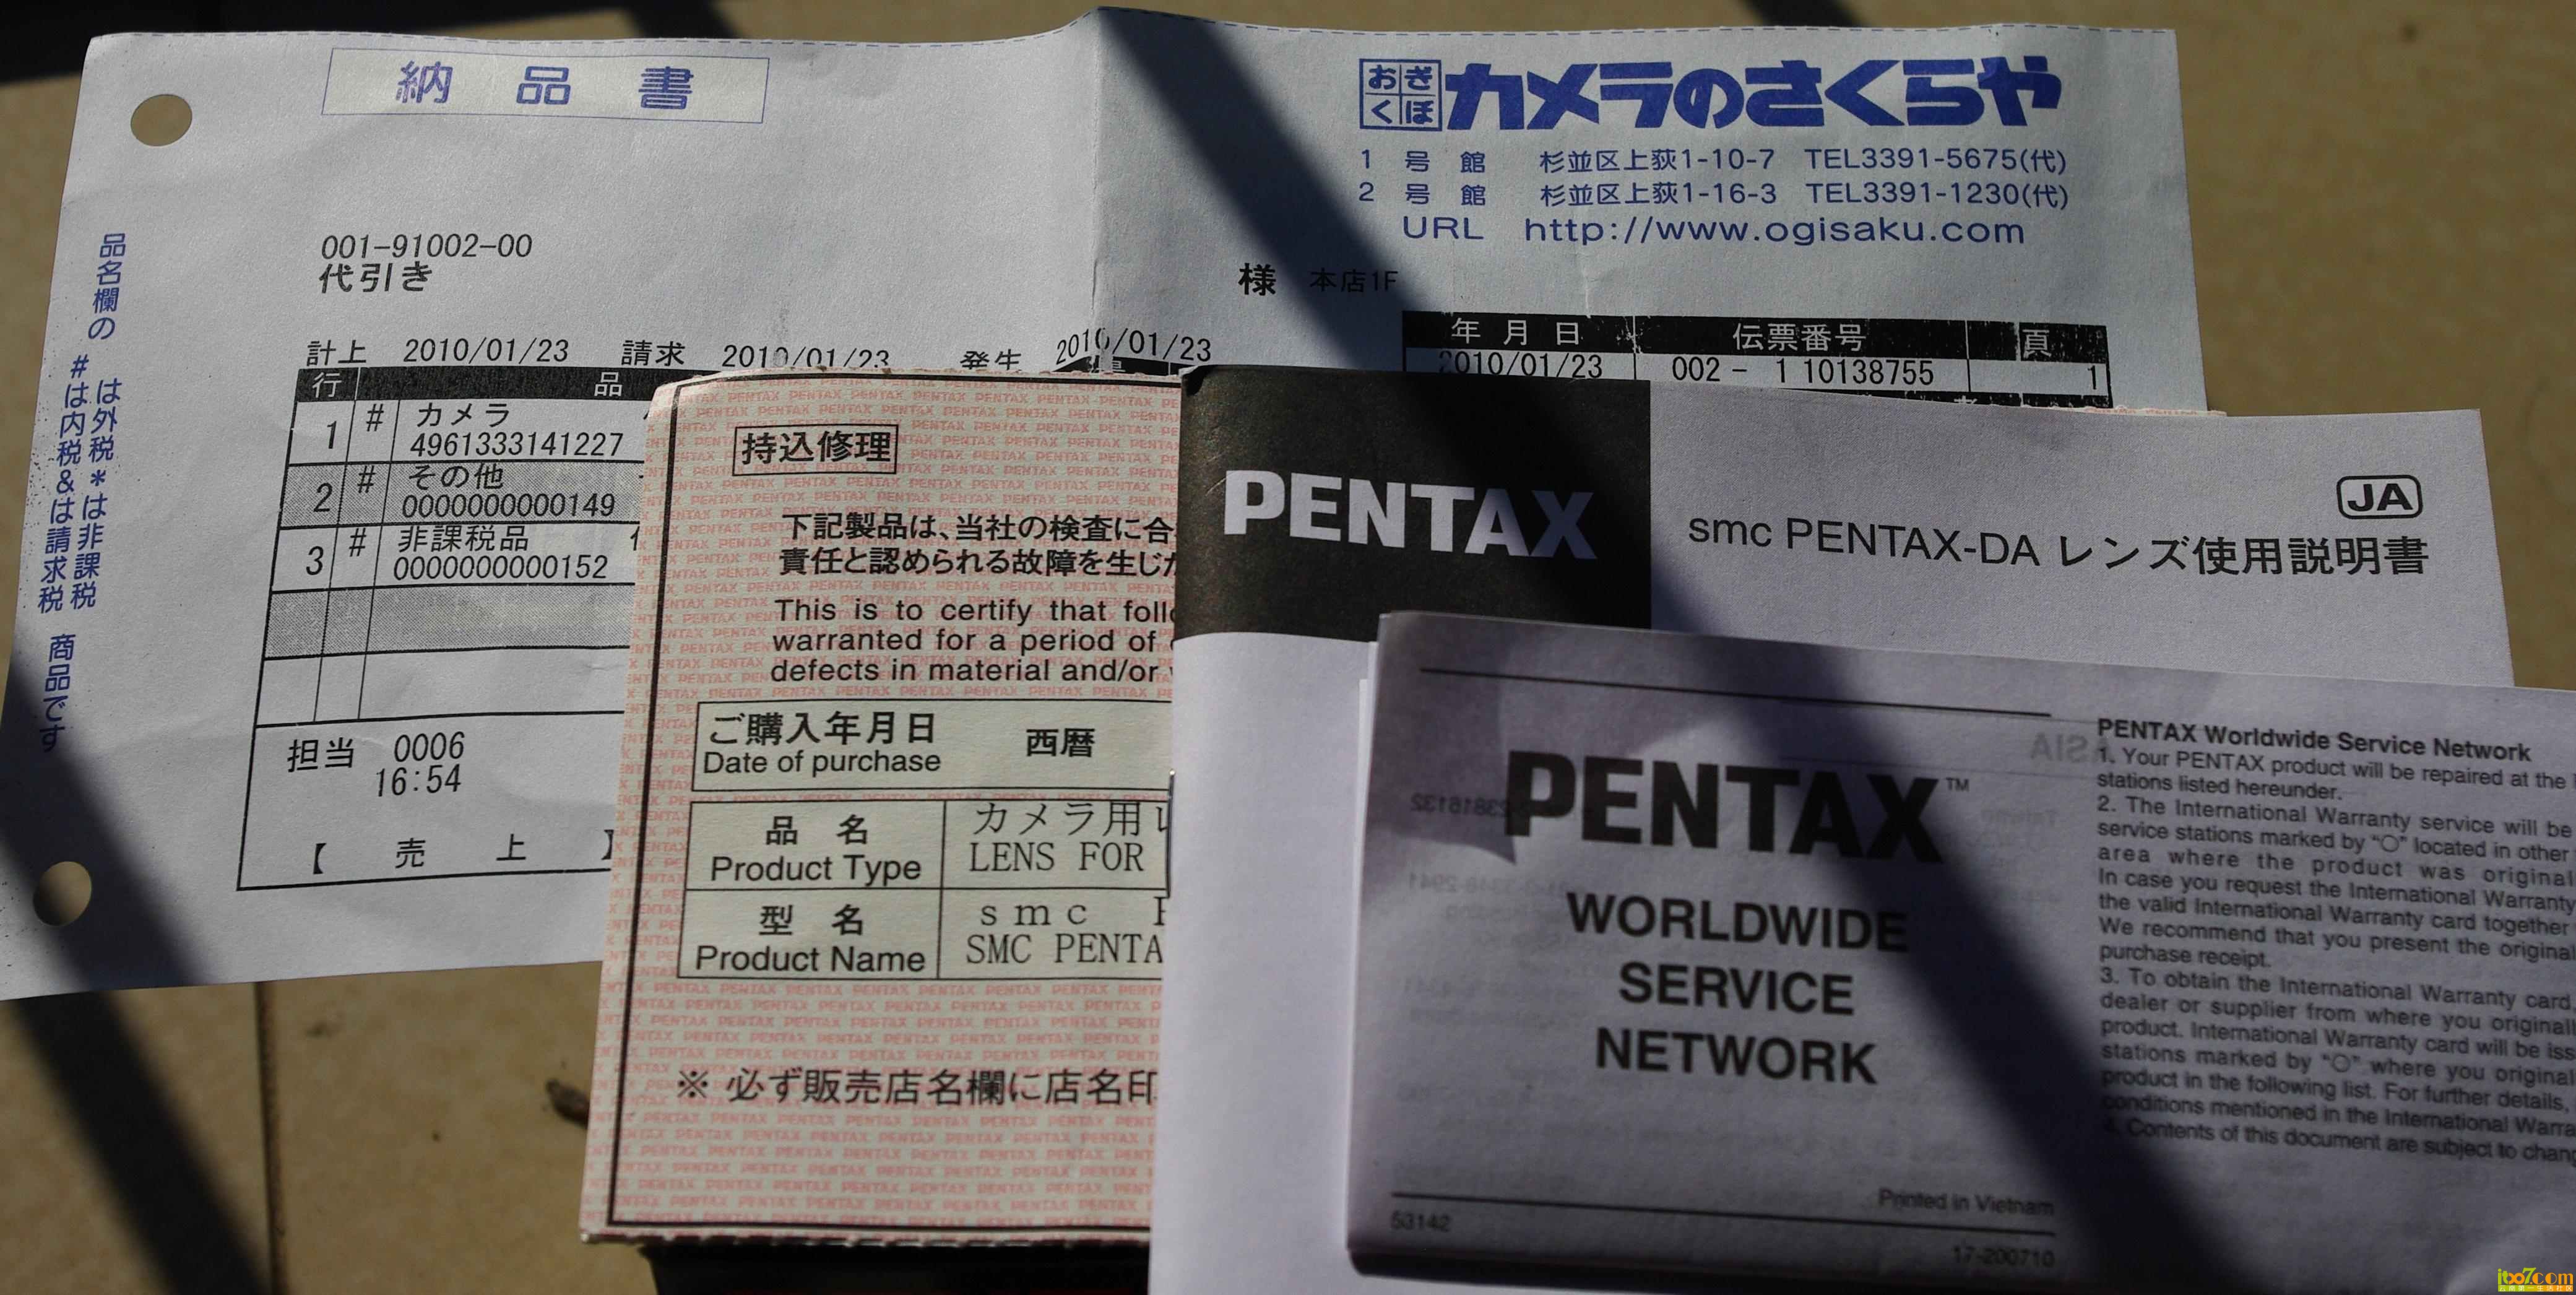 納品書
おぎくぼ カメラのさくらや
1号館 杉並区上荻1-10-7 TEL3391-5675(代)
2号館 杉並区上荻1-16-3 TEL3391-1230(代)
URL http://www.ogisaku.com
001-91002-00
代引き
様 本店1F
計上 2010/01/23 請求 2010/01/23 発生 2010/01/23
年月日 伝票番号 頁
2010/01/23 002- 1 10138755 1
行 品
1 # カメラ
4961333141227
2 # その他
0000000000149
3 # 非課税品
0000000000152
担当 0006
16:54
【 売 上 】
品名欄の は外税*は非課税
#は内税&は請求税 商品です
持込修理
下記製品は、当社の検査に合
責任と認められる故障を生じ
This is to certify that foll
warranted for a period of
defects in material and/or
ご購入年月日 西暦
Date of purchase
品名 カメラ用レ
Product Type LENS FOR
型名 smc
Product Name SMC PENTA
※ 必ず販売店名欄に店名印
PENTAX
JA
smc PENTAX-DA レンズ使用説明書
PENTAX™
WORLDWIDE
SERVICE
NETWORK
Printed in Vietnam
53142
17-200710
PENTAX Worldwide Service Network
1. Your PENTAX product will be repaired at the
stations listed hereunder.
2. The International Warranty service will be
service stations marked by "○" located in other
area where the product was original
In case you request the International Warranty
the valid International Warranty card together
We recommend that you present the original
purchase receipt.
3. To obtain the International Warranty card,
dealer or supplier from where you originall
product. International Warranty card will be iss
stations marked by "○" where you original
product in the following list. For further details,
conditions mentioned in the International Warra
4. Contents of this document are subject to chang
itbo7.com